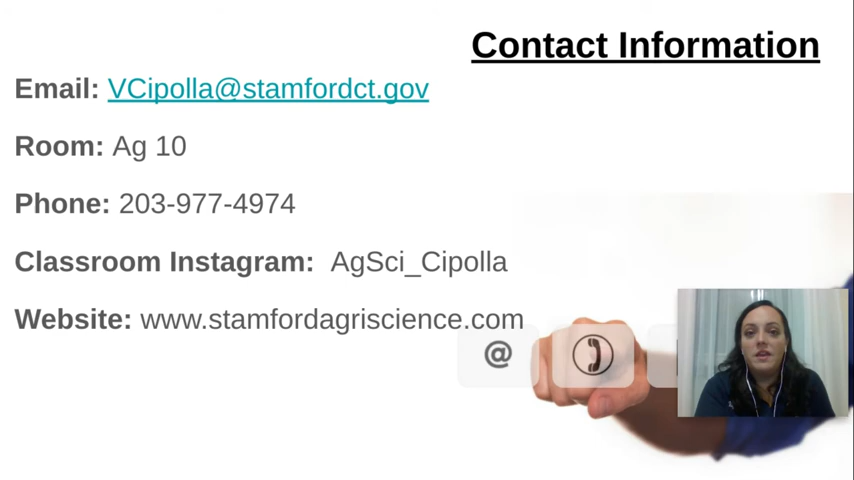 Contact Information
Email: VCipolla@stamfordct.gov
Room: Ag 10
Phone: 203-977-4974
Classroom Instagram: AgSci_Cipolla
Website: www.stamfordagriscience.com
@